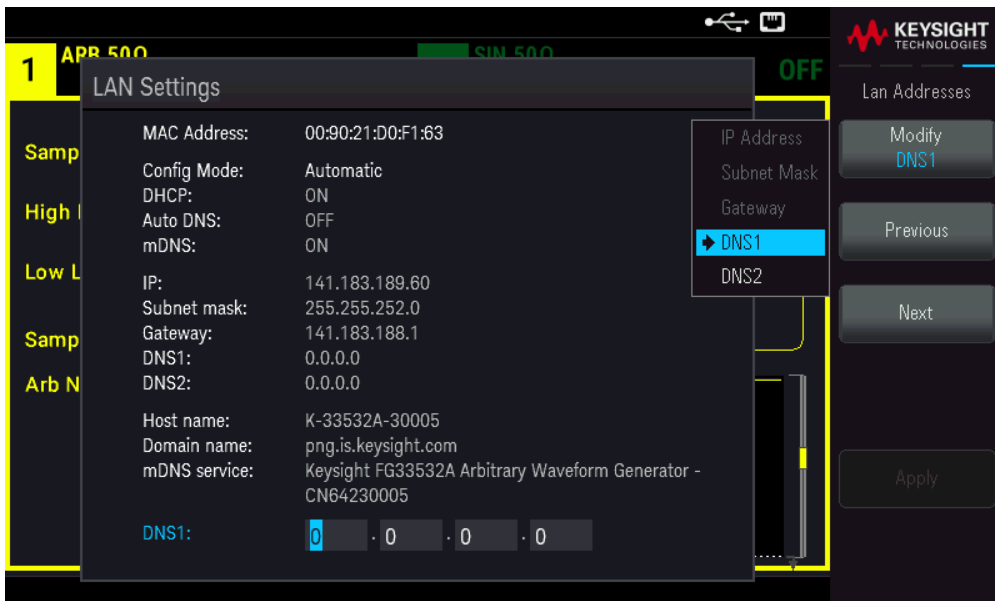 KEYSIGHT
TECHNOLOGIES
1
ARB 50Ω
SIN 50Ω
OFF
Lan Addresses
LAN Settings
MAC Address: 00:90:21:D0:F1:63
Config Mode: Automatic
DHCP: ON
Auto DNS: OFF
mDNS: ON
IP: 141.183.189.60
Subnet mask: 255.255.252.0
Gateway: 141.183.188.1
DNS1: 0.0.0.0
DNS2: 0.0.0.0
Host name: K-33532A-30005
Domain name: png.is.keysight.com
mDNS service: Keysight FG33532A Arbitrary Waveform Generator -
CN64230005
DNS1: 0 . 0 . 0 . 0
Samp
High
Low L
Samp
Arb N
IP Address
Subnet Mask
Gateway
DNS1
DNS2
Modify
DNS1
Previous
Next
Apply